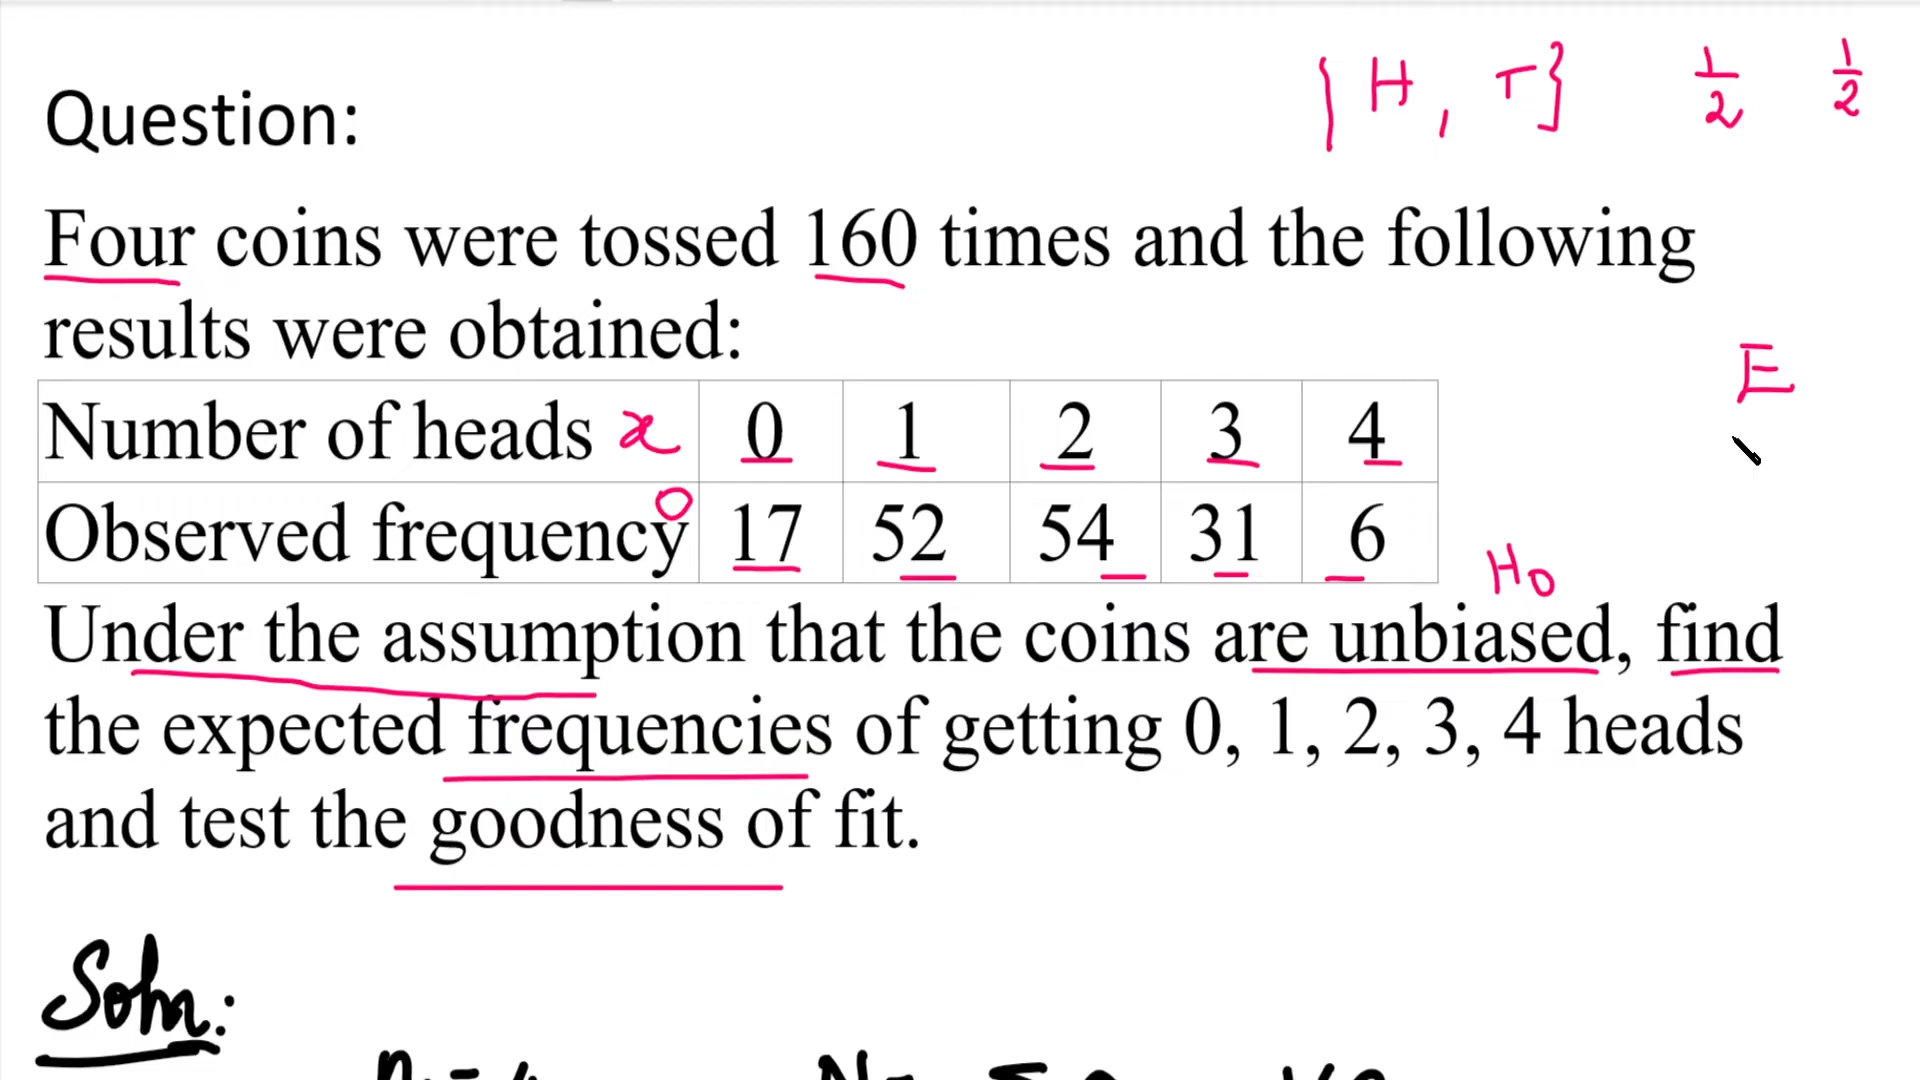 {H, T} 1/2 1/2
Question:
Four coins were tossed 160 times and the following
results were obtained:
E
Number of heads x 0 1 2 3 4
Observed frequency O 17 52 54 31 6
H0
Under the assumption that the coins are unbiased, find
the expected frequencies of getting 0, 1, 2, 3, 4 heads
and test the goodness of fit.
Soln: